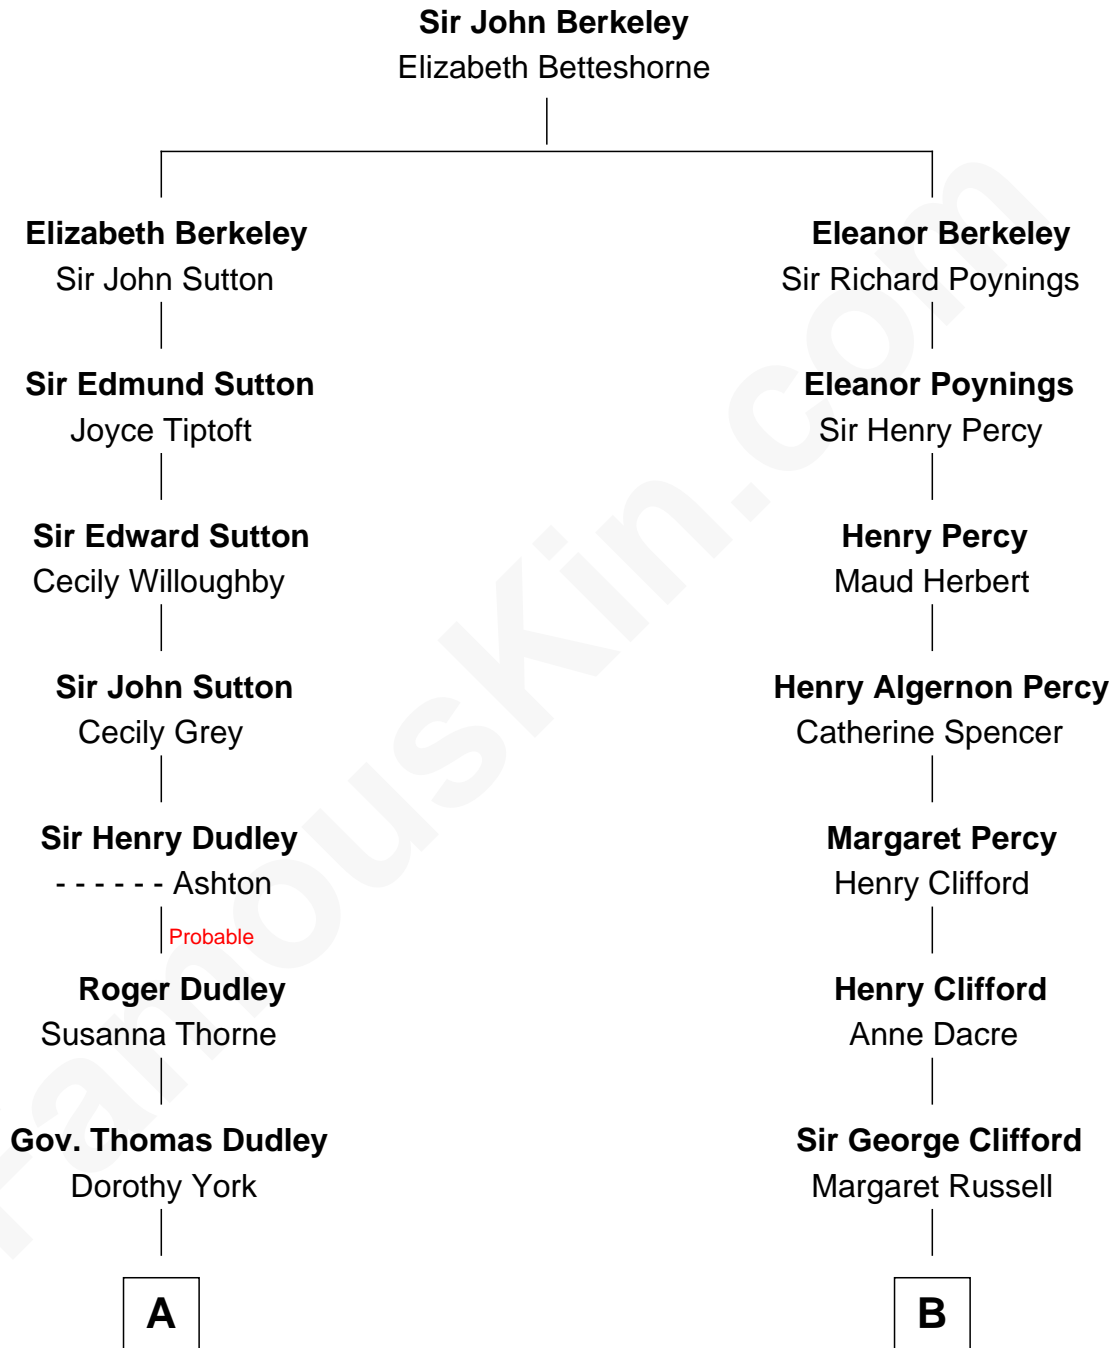 Sir John Berkeley
Elizabeth Betteshorne
Elizabeth Berkeley
Sir John Sutton
Eleanor Berkeley
Sir Richard Poynings
Sir Edmund Sutton
Joyce Tiptoft
Eleanor Poynings
Sir Henry Percy
Sir Edward Sutton
Cecily Willoughby
Henry Percy
Maud Herbert
Sir John Sutton
Cecily Grey
Henry Algernon Percy
Catherine Spencer
Sir Henry Dudley
- - - - - - Ashton
Margaret Percy
Henry Clifford
Probable
Roger Dudley
Susanna Thorne
Henry Clifford
Anne Dacre
Gov. Thomas Dudley
Dorothy York
Sir George Clifford
Margaret Russell
A
B
FamousKin.com